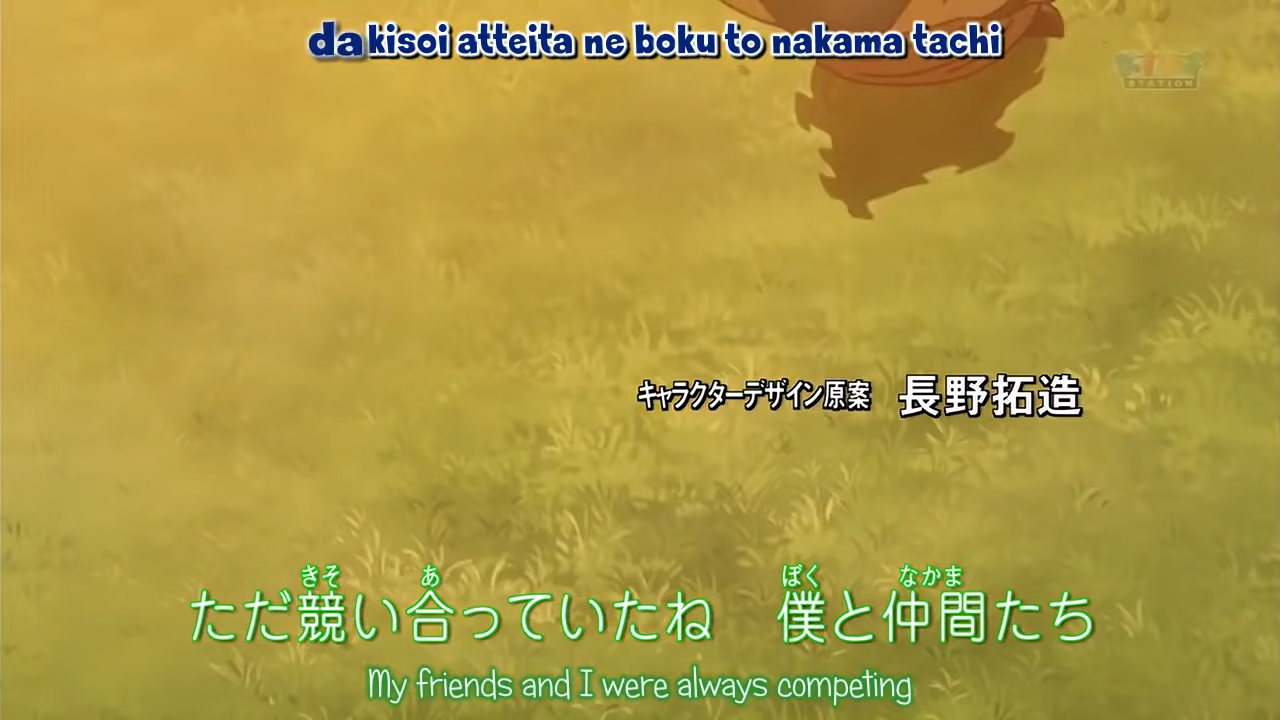 da kisoi atteita ne boku to nakama tachi
STATION
キャラクターデザイン原案 長野拓造
きそ あ ぼく なかま
ただ競い合っていたね 僕と仲間たち
My friends and I were always competing